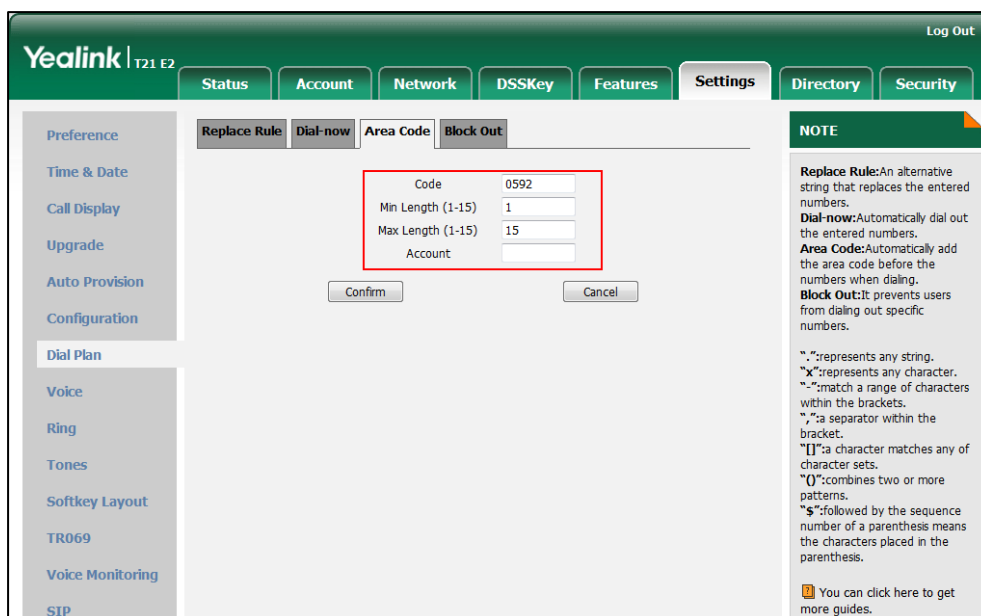 Log Out
Yealink | T21 E2
Status Account Network DSSKey Features Settings Directory Security
Preference
Time & Date
Call Display
Upgrade
Auto Provision
Configuration
Dial Plan
Voice
Ring
Tones
Softkey Layout
TR069
Voice Monitoring
SIP
Replace Rule Dial-now Area Code Block Out
Code 0592
Min Length (1-15) 1
Max Length (1-15) 15
Account
Confirm Cancel
NOTE
Replace Rule:An alternative
string that replaces the entered
numbers.
Dial-now:Automatically dial out
the entered numbers.
Area Code:Automatically add
the area code before the
numbers when dialing.
Block Out:It prevents users
from dialing out specific
numbers.
".":represents any string.
"x":represents any character.
"-":match a range of characters
within the brackets.
",":a separator within the
bracket.
"[]":a character matches any of
character sets.
"()":combines two or more
patterns.
"$":followed by the sequence
number of a parenthesis means
the characters placed in the
parenthesis.
You can click here to get
more guides.